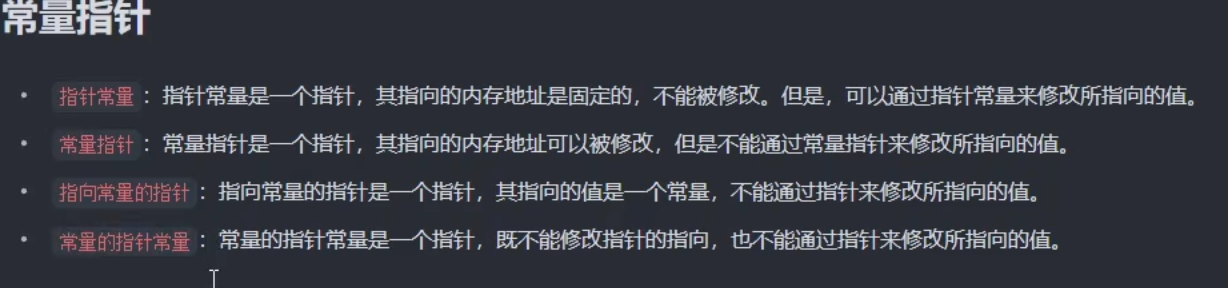 常量指针
• 指针常量：指针常量是一个指针，其指向的内存地址是固定的，不能被修改。但是，可以通过指针常量来修改所指向的值。
• 常量指针：常量指针是一个指针，其指向的内存地址可以被修改，但是不能通过常量指针来修改所指向的值。
• 指向常量的指针：指向常量的指针是一个指针，其指向的值是一个常量，不能通过指针来修改所指向的值。
• 常量的指针常量：常量的指针常量是一个指针，既不能修改指针的指向，也不能通过指针来修改所指向的值。